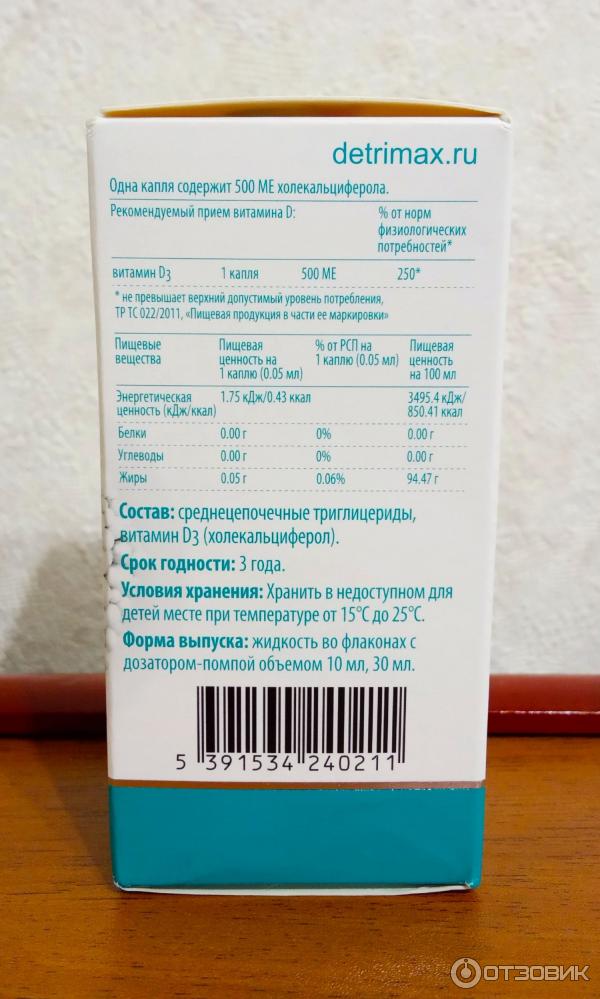 detrimax.ru
Одна капля содержит 500 МЕ холекальциферола.
Рекомендуемый прием витамина D: % от норм
физиологических
потребностей*
витамин D3 1 капля 500 МЕ 250*
* не превышает верхний допустимый уровень потребления,
ТР ТС 022/2011, «Пищевая продукция в части ее маркировки»
Пищевые Пищевая % от РСП на Пищевая
вещества ценность на 1 каплю (0.05 мл) ценность
1 каплю (0.05 мл) на 100 мл
Энергетическая 1.75 кДж/0.43 ккал 3495.4 кДж/
ценность (кДж/ккал) 850.41 ккал
Белки 0.00 г 0% 0.00 г
Углеводы 0.00 г 0% 0.00 г
Жиры 0.05 г 0.06% 94.47 г
Состав: среднецепочечные триглицериды,
витамин D3 (холекальциферол).
Срок годности: 3 года.
Условия хранения: Хранить в недоступном для
детей месте при температуре от 15°С до 25°С.
Форма выпуска: жидкость во флаконах с
дозатором-помпой объемом 10 мл, 30 мл.
5 391534 240211
ОТЗОВИК